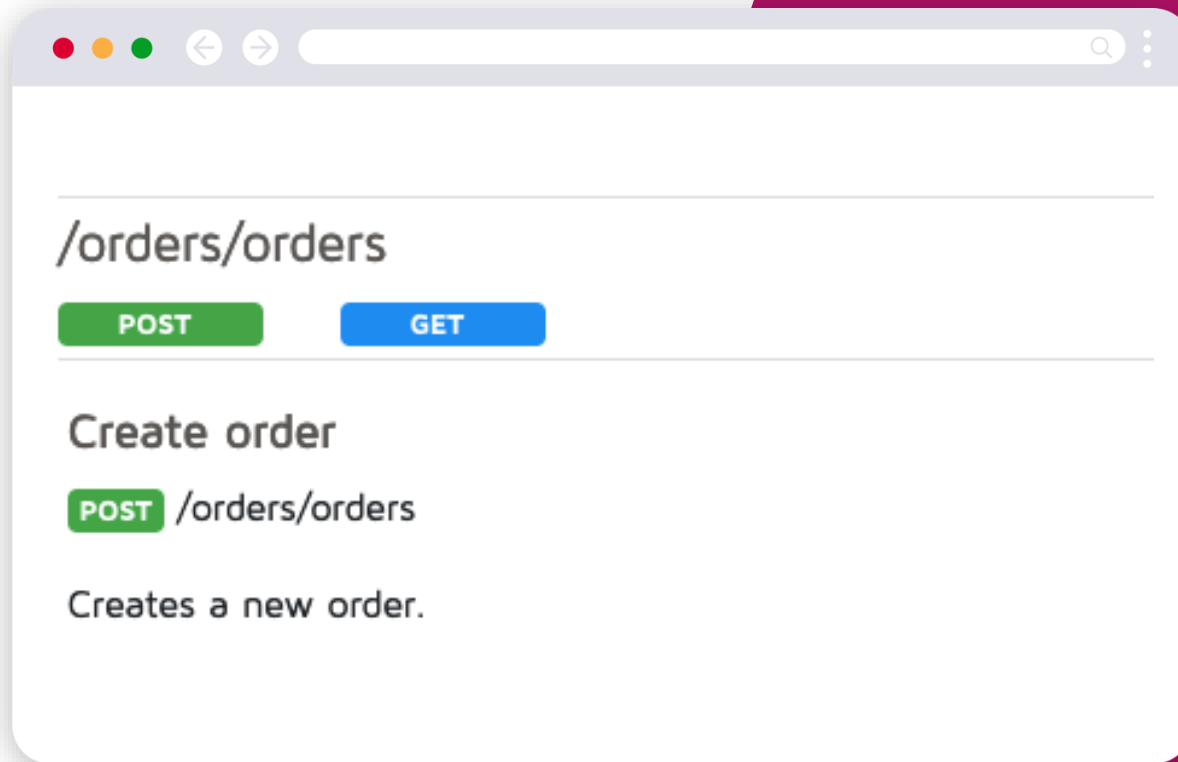 /orders/orders
POST GET
Create order
POST /orders/orders
Creates a new order.